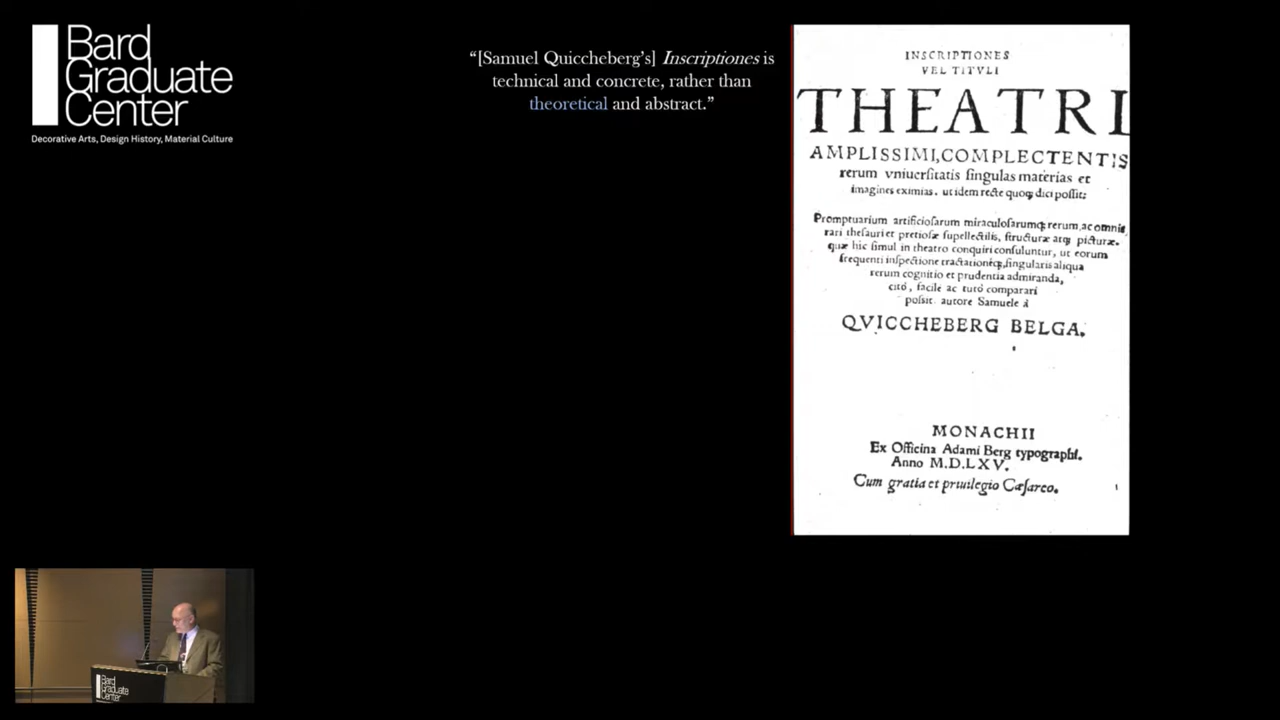 Bard
Graduate
Center
Decorative Arts, Design History, Material Culture
“[Samuel Quiccheberg’s] Inscriptiones is
technical and concrete, rather than
theoretical and abstract.”
INSCRIPTIONES
VEL TITVLI
THEATRI
AMPLISSIMI, COMPLECTENTIS
rerum vniuerſitatis ſingulas materias et
imagines eximias. ut idem recte quoq; dici poſſit:
Promptuarium artificioſarum miraculoſarumq; rerum, ac omnis
rari theſauri et pretioſæ ſupellectilis, ſtructuræ atq; picturæ.
quæ hic ſimul in theatro conquiri conſuluntur, ut eorum
frequenti inſpectione tractationéq;, ſingularis aliqua
rerum cognitio et prudentia admiranda,
citò, facile ac tutò comparari
poſſit. autore Samuele à
QVICCHEBERG BELGA.
MONACHII
Ex Officina Adami Berg typographi.
Anno M.D.LXV.
Cum gratia et priuilegio Cæſareo.
Bard
Graduate
Center